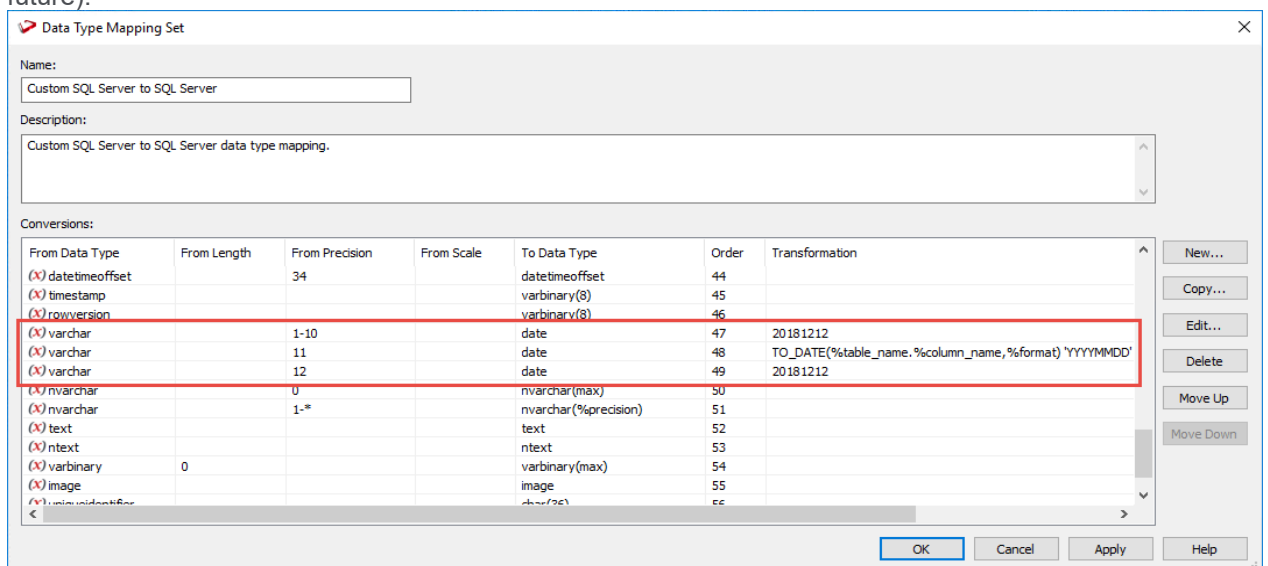 future).
Data Type Mapping Set
Name:
Custom SQL Server to SQL Server
Description:
Custom SQL Server to SQL Server data type mapping.
Conversions:
From Data Type From Length From Precision From Scale To Data Type Order Transformation New...
(x) datetimeoffset 34 datetimeoffset 44
(x) timestamp varbinary(8) 45 Copy...
(x) rowversion varbinary(8) 46
(x) varchar 1-10 date 47 20181212 Edit...
(x) varchar 11 date 48 TO_DATE(%table_name.%column_name,%format) 'YYYYMMDD'
(x) varchar 12 date 49 20181212 Delete
(x) nvarchar 0 nvarchar(max) 50
(x) nvarchar 1-* nvarchar(%precision) 51 Move Up
(x) text text 52
(x) ntext ntext 53 Move Down
(x) varbinary 0 varbinary(max) 54
(x) image image 55
(x) uniqueidentifier char(36) 56
OK Cancel Apply Help